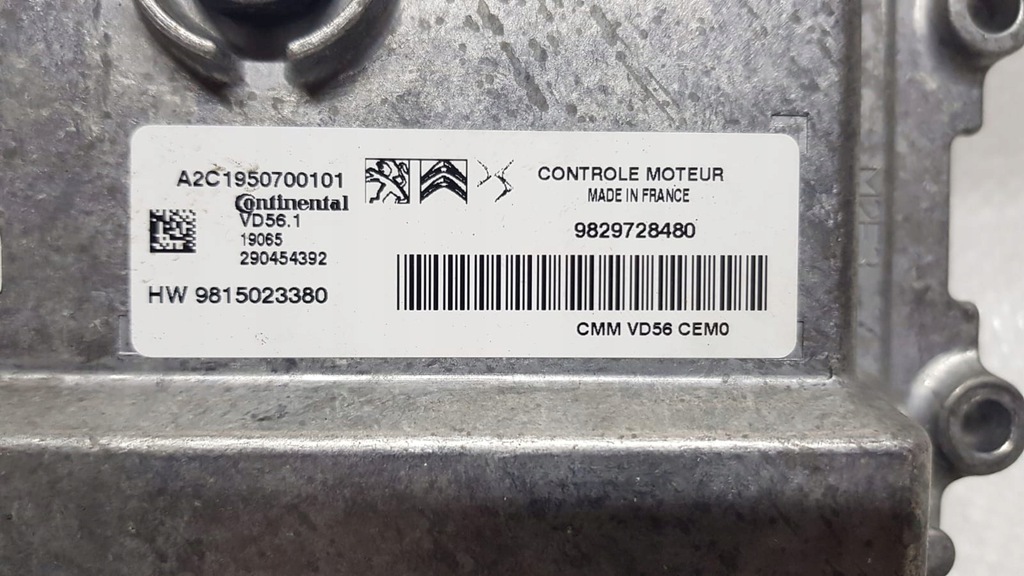 A2C1950700101
Continental
VD56.1
19065
290454392
HW 9815023380
CONTROLE MOTEUR
MADE IN FRANCE
9829728480
CMM VD56 CEM0